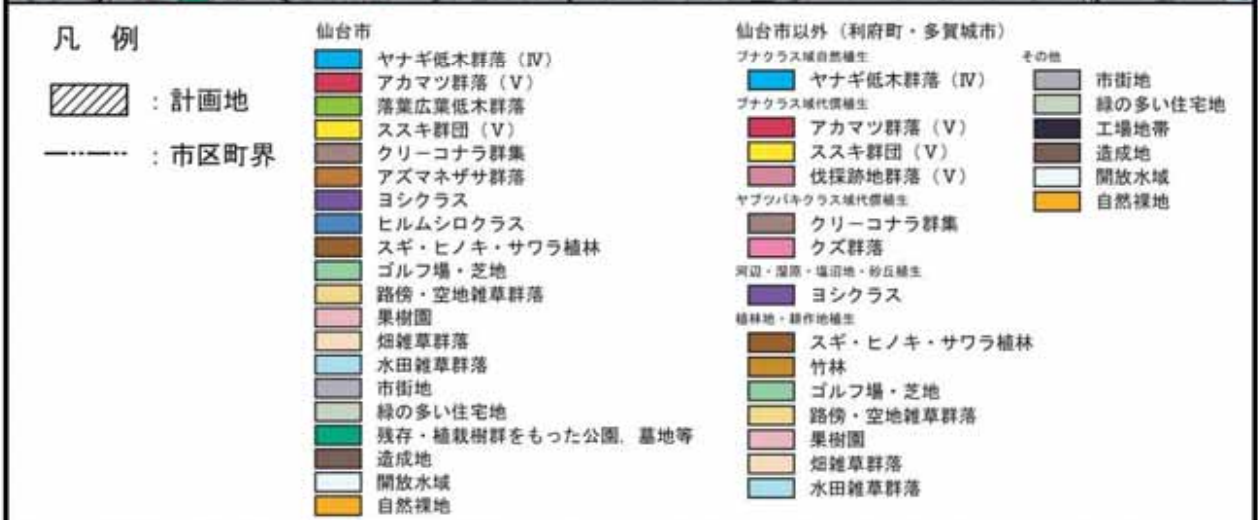 凡 例
：計画地
：市区町界
仙台市
ヤナギ低木群落（Ⅳ）
アカマツ群落（Ⅴ）
落葉広葉低木群落
ススキ群団（Ⅴ）
クリーコナラ群集
アズマネザサ群落
ヨシクラス
ヒルムシロクラス
スギ・ヒノキ・サワラ植林
ゴルフ場・芝地
路傍・空地雑草群落
果樹園
畑雑草群落
水田雑草群落
市街地
緑の多い住宅地
残存・植栽樹群をもった公園、墓地等
造成地
開放水域
自然裸地
仙台市以外（利府町・多賀城市）
ブナクラス域自然植生
ヤナギ低木群落（Ⅳ）
ブナクラス域代償植生
アカマツ群落（Ⅴ）
ススキ群団（Ⅴ）
伐採跡地群落（Ⅴ）
ヤブツバキクラス域代償植生
クリーコナラ群集
クズ群落
河辺・湿原・塩沼地・砂丘植生
ヨシクラス
植林地・耕作地植生
スギ・ヒノキ・サワラ植林
竹林
ゴルフ場・芝地
路傍・空地雑草群落
果樹園
畑雑草群落
水田雑草群落
その他
市街地
緑の多い住宅地
工場地帯
造成地
開放水域
自然裸地